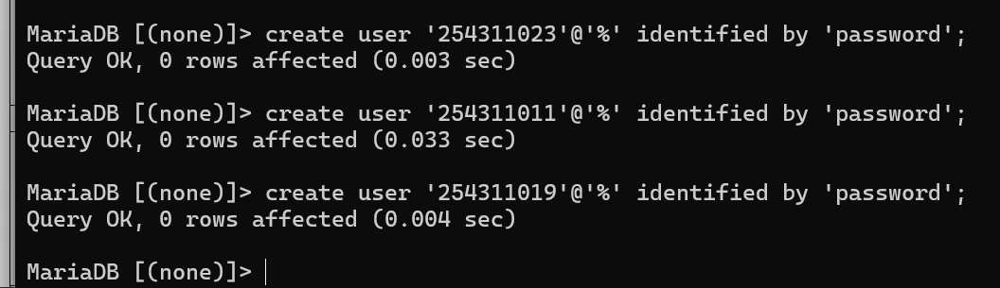 MariaDB [(none)]> create user '254311023'@'%' identified by 'password';
Query OK, 0 rows affected (0.003 sec)
MariaDB [(none)]> create user '254311011'@'%' identified by 'password';
Query OK, 0 rows affected (0.033 sec)
MariaDB [(none)]> create user '254311019'@'%' identified by 'password';
Query OK, 0 rows affected (0.004 sec)
MariaDB [(none)]>